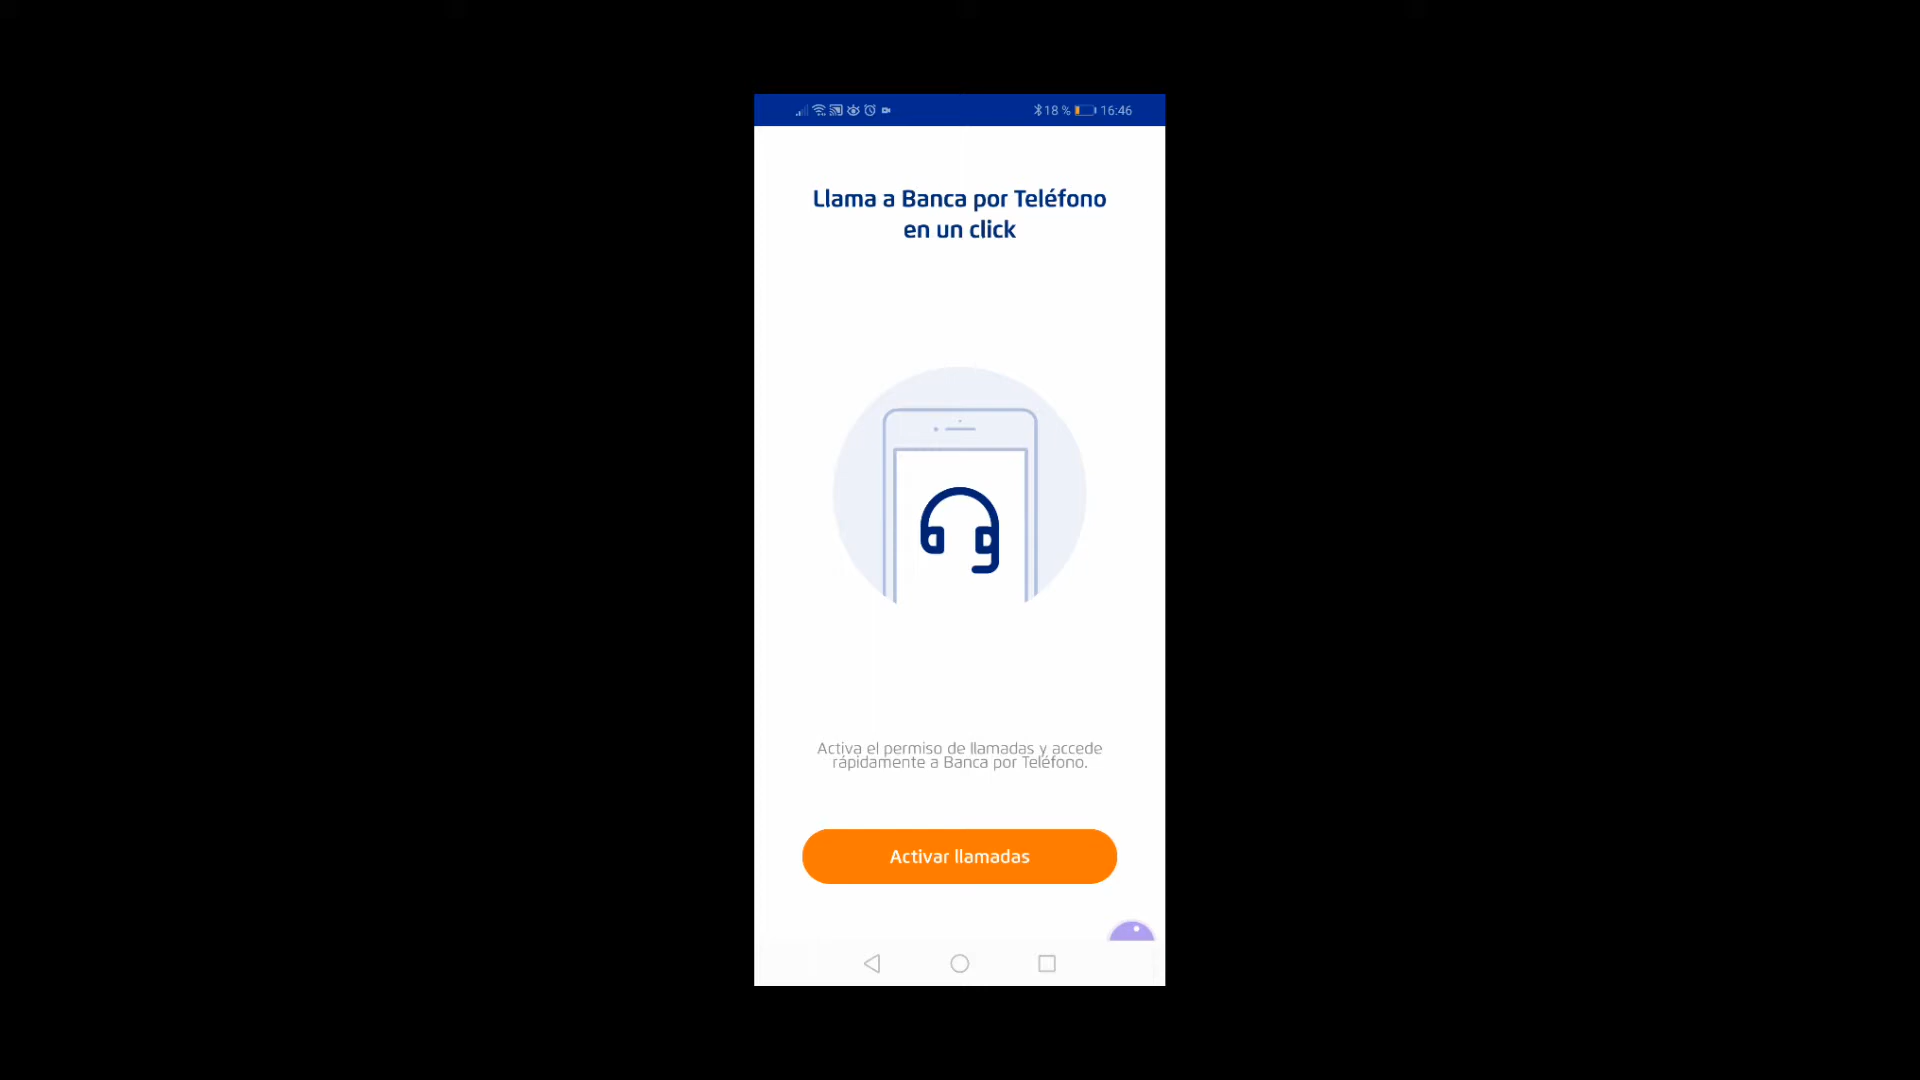 18 % 16:46
Llama a Banca por Teléfono
en un click
Activa el permiso de llamadas y accede
rápidamente a Banca por Teléfono.
Activar llamadas